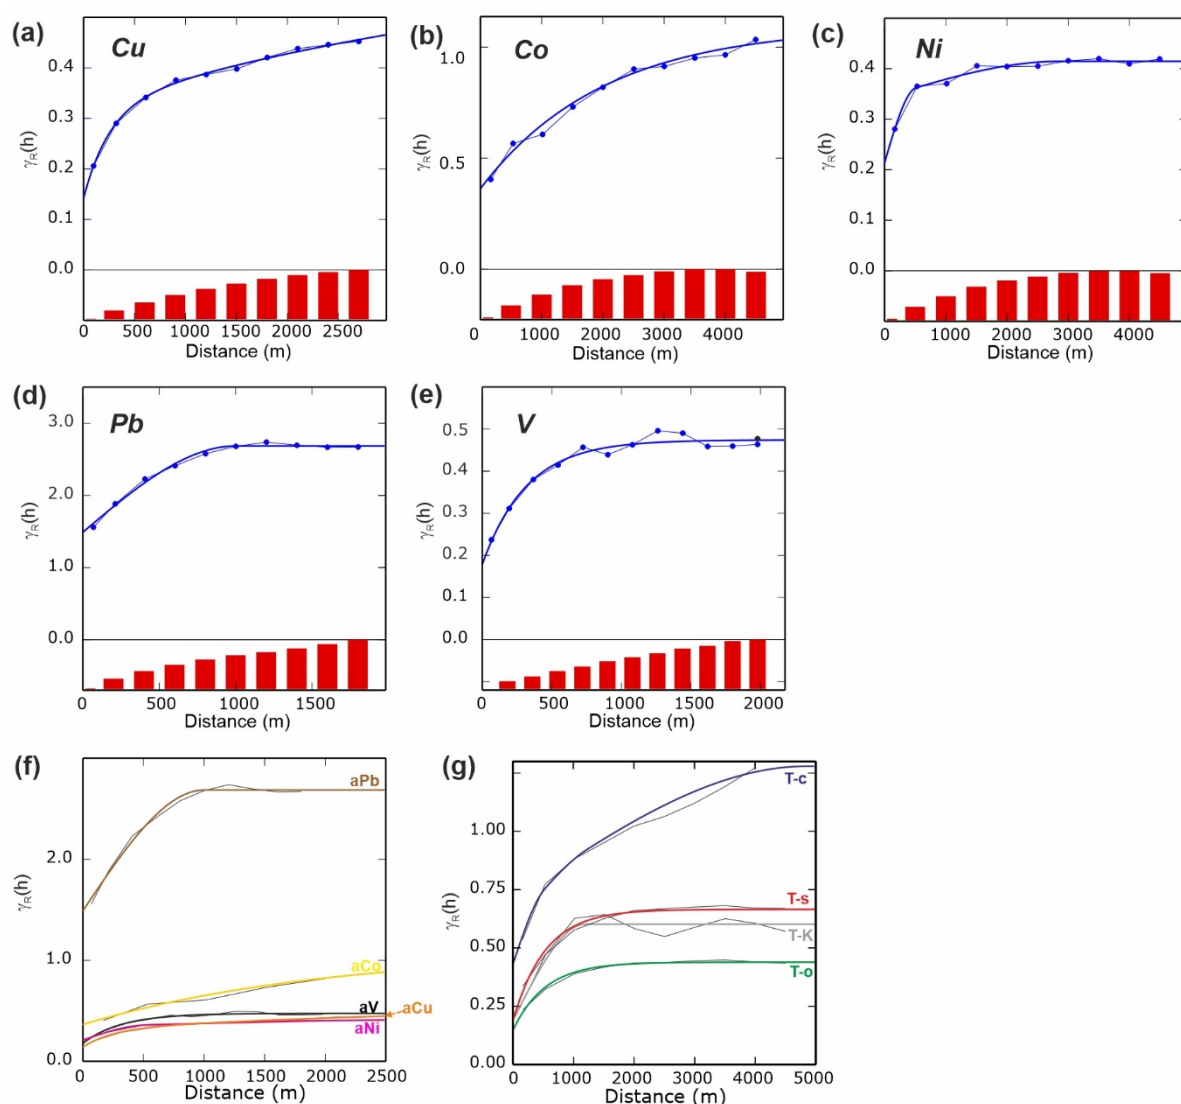 (a)
Cu
γR(h)
0.4
0.3
0.2
0.1
0.0
0 500 1000 1500 2000 2500
Distance (m)
(b)
Co
γR(h)
1.0
0.5
0.0
0 1000 2000 3000 4000
Distance (m)
(c)
Ni
γR(h)
0.4
0.3
0.2
0.1
0.0
0 1000 2000 3000 4000
Distance (m)
(d)
Pb
γR(h)
3.0
2.0
1.0
0.0
0 500 1000 1500
Distance (m)
(e)
V
γR(h)
0.5
0.4
0.3
0.2
0.1
0.0
0 500 1000 1500 2000
Distance (m)
(f)
aPb
γR(h)
2.0
1.0
0.0
aCo
aV
aCu
aNi
0 500 1000 1500 2000 2500
Distance (m)
(g)
T-c
γR(h)
1.00
0.75
0.50
0.25
0.00
T-s
T-K
T-o
0 1000 2000 3000 4000 5000
Distance (m)